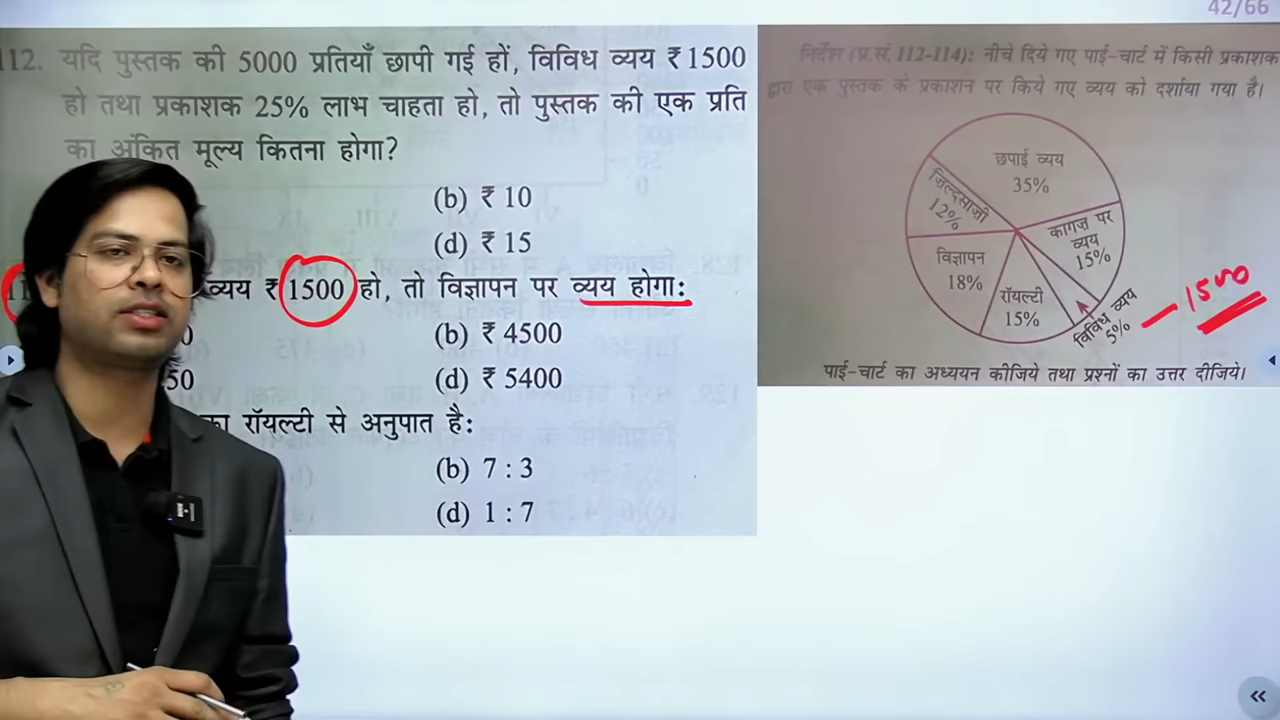 42/66
112. यदि पुस्तक की 5000 प्रतियाँ छापी गई हों, विविध व्यय ₹ 1500
हो तथा प्रकाशक 25% लाभ चाहता हो, तो पुस्तक की एक प्रति
का अंकित मूल्य कितना होगा?
(b) ₹ 10
(d) ₹ 15
व्यय ₹ 1500 हो, तो विज्ञापन पर व्यय होगा:
(b) ₹ 4500
50
(d) ₹ 5400
का रॉयल्टी से अनुपात है:
(b) 7 : 3
(d) 1 : 7
निर्देश (प्र.सं. 112-114): नीचे दिये गए पाई-चार्ट में किसी प्रकाशक
द्वारा एक पुस्तक के प्रकाशन पर किये गए व्यय को दर्शाया गया है।
छपाई व्यय
35%
जिल्दसाजी
12%
कागज पर
व्यय
15%
विज्ञापन
18%
रॉयल्टी
15%
विविध व्यय
5%
1500
पाई-चार्ट का अध्ययन कीजिये तथा प्रश्नों का उत्तर दीजिये।